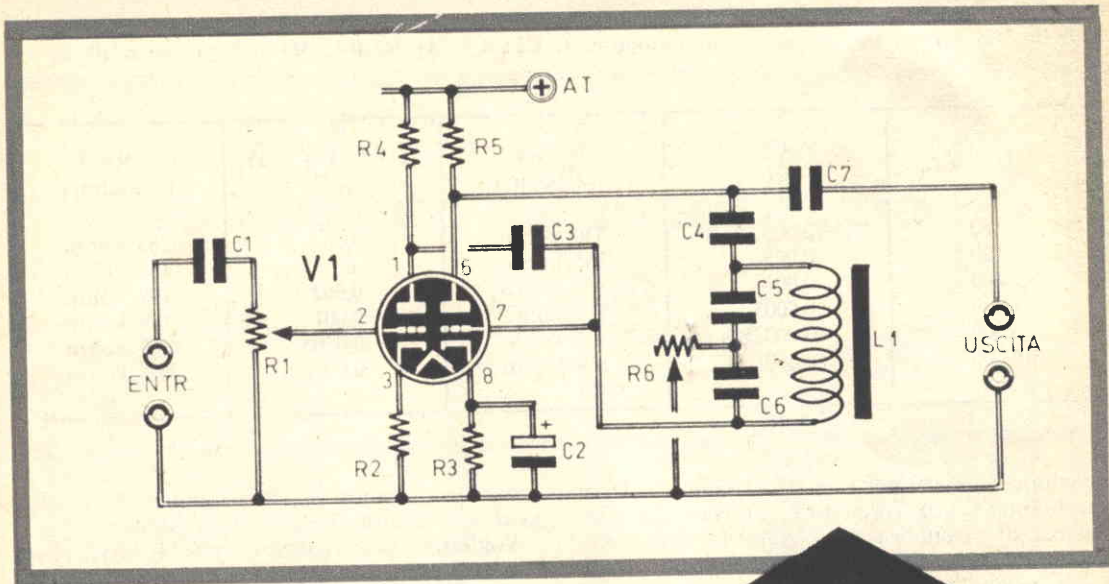 AT
R4
R5
C7
C1
C3
C4
V1
1
6
C5
2
7
L1
R1
USCITA
ENTR.
3
8
R6
C6
+
R2
R3
C2